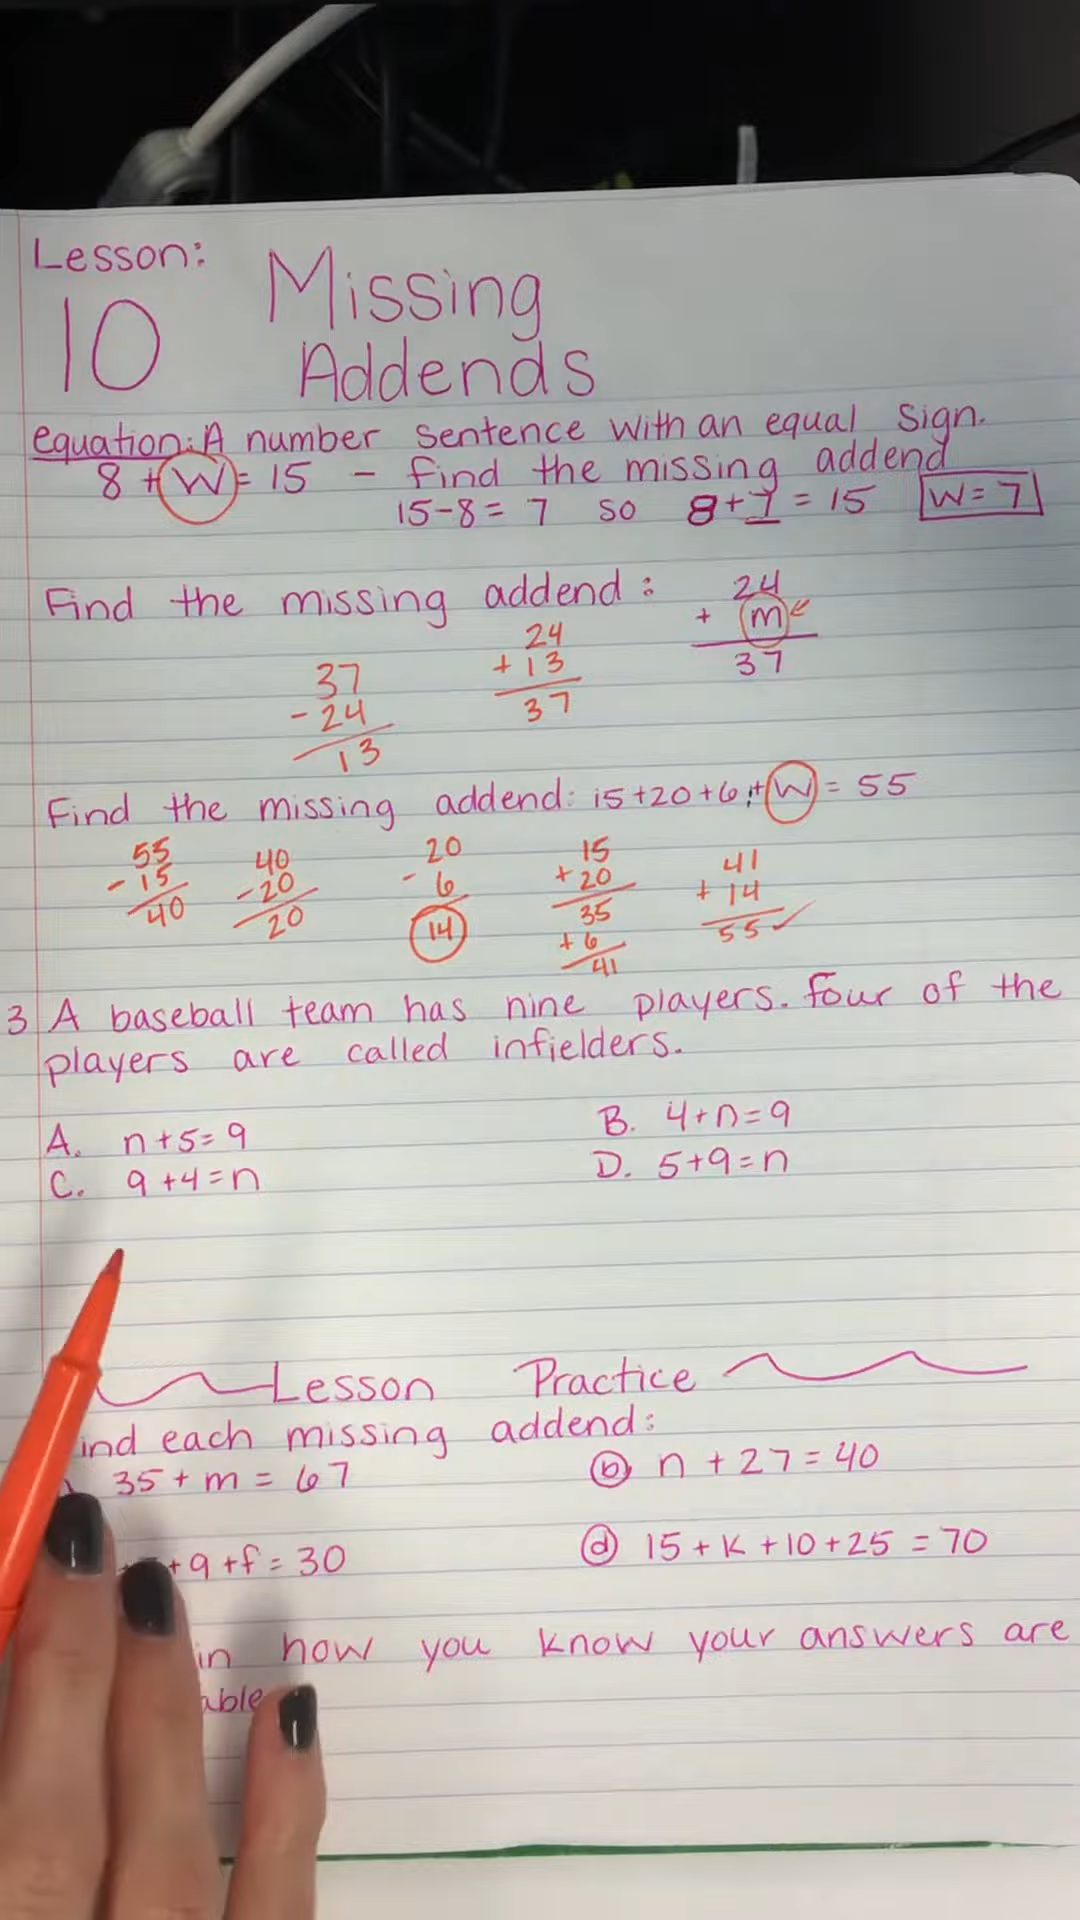 Lesson:
10 Missing
Addends
equation: A number sentence with an equal sign.
8 + w = 15 - find the missing addend
15-8 = 7 so 8+7 = 15 w = 7
Find the missing addend:
24
+ m
37
37
- 24
13
24
+ 13
37
Find the missing addend: 15+20+6+w = 55
55
- 15
40
40
- 20
20
20
- 6
14
15
+ 20
35
+ 6
41
41
+ 14
55 ✓
3 A baseball team has nine players. Four of the
players are called infielders.
A. n+5=9 B. 4+n=9
C. 9+4=n D. 5+9=n
Lesson Practice
ind each missing addend:
35 + m = 67 ⓑ n + 27 = 40
+9+f=30 ⓓ 15+k+10+25 = 70
in how you know your answers are
able